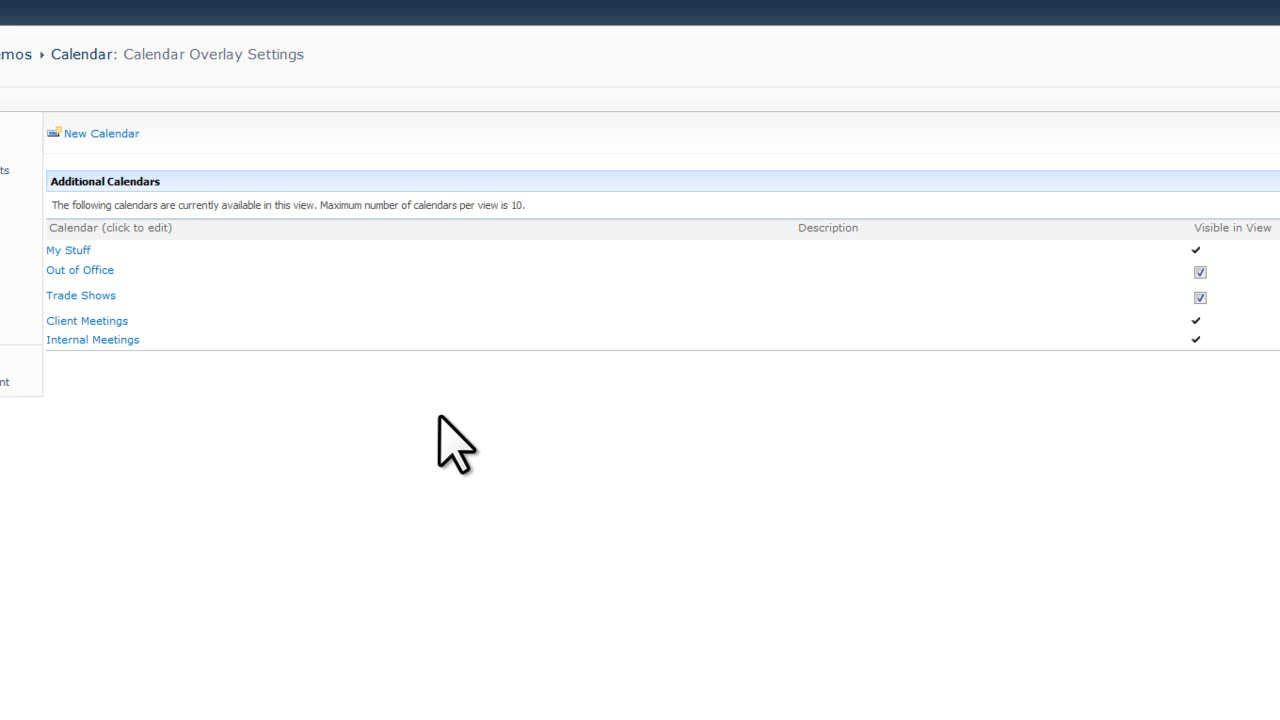 mos ▸ Calendar: Calendar Overlay Settings
New Calendar
ts
Additional Calendars
The following calendars are currently available in this view. Maximum number of calendars per view is 10.
Calendar (click to edit) Description Visible in View
My Stuff
Out of Office
Trade Shows
Client Meetings
Internal Meetings
nt